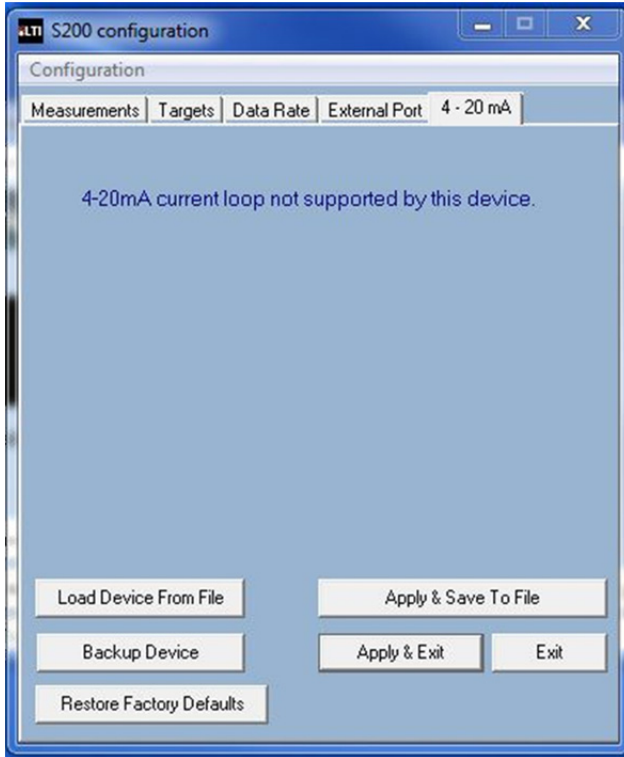 LTI S200 configuration
Configuration
Measurements Targets Data Rate External Port 4 - 20 mA
4-20mA current loop not supported by this device.
Load Device From File Apply & Save To File
Backup Device Apply & Exit Exit
Restore Factory Defaults